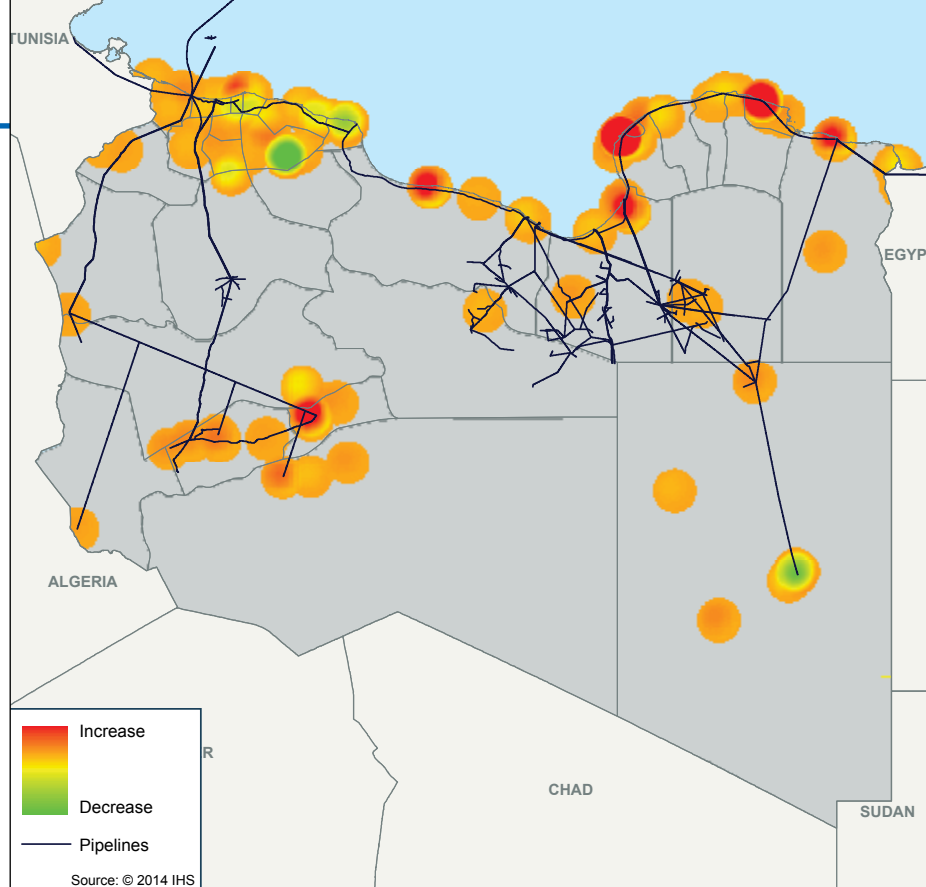 TUNISIA
EGYP
ALGERIA
R
CHAD
SUDAN
Increase
Decrease
Pipelines
Source: © 2014 IHS